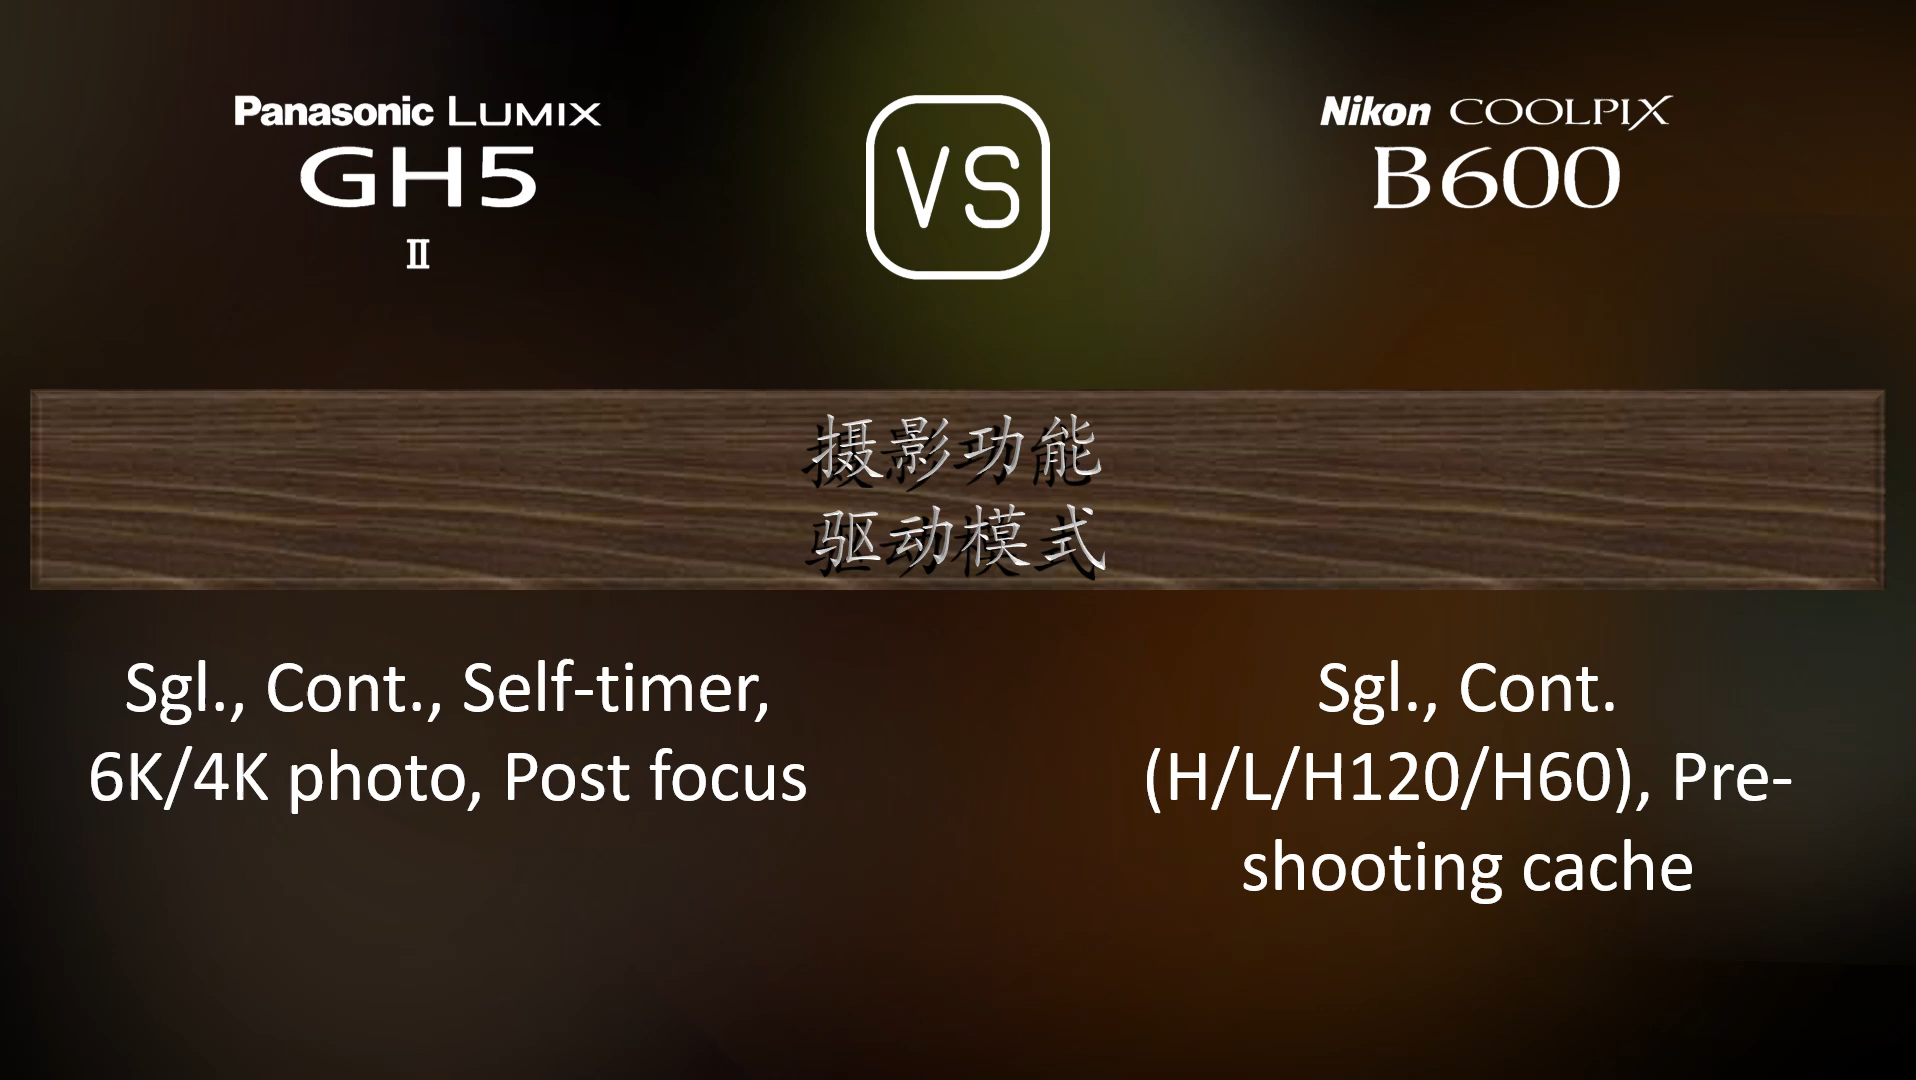 Panasonic LUMIX
GH5
II
VS
Nikon COOLPIX
B600
摄影功能
驱动模式
Sgl., Cont., Self-timer,
6K/4K photo, Post focus
Sgl., Cont.
(H/L/H120/H60), Pre-
shooting cache